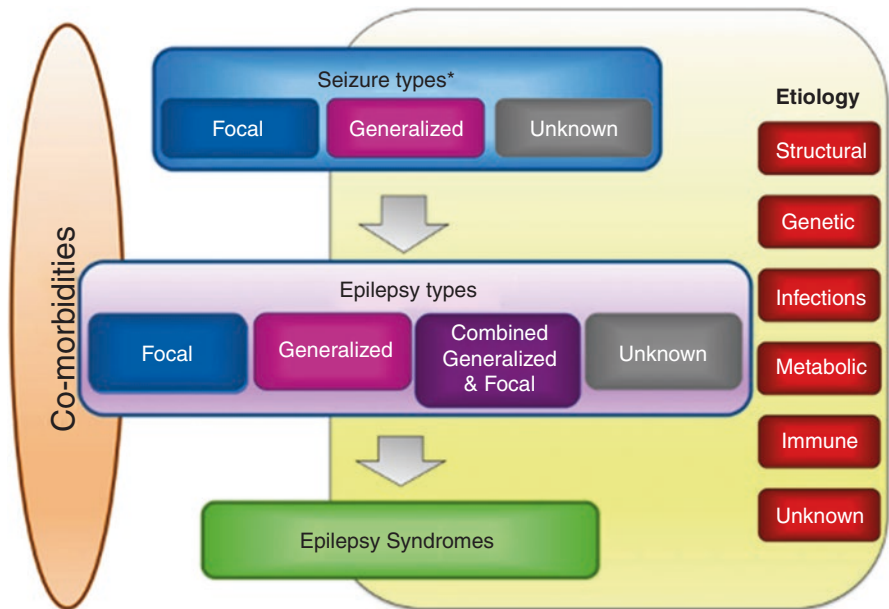 Co-morbidities
Seizure types*
Focal
Generalized
Unknown
Epilepsy types
Focal
Generalized
Combined
Generalized
& Focal
Unknown
Epilepsy Syndromes
Etiology
Structural
Genetic
Infections
Metabolic
Immune
Unknown